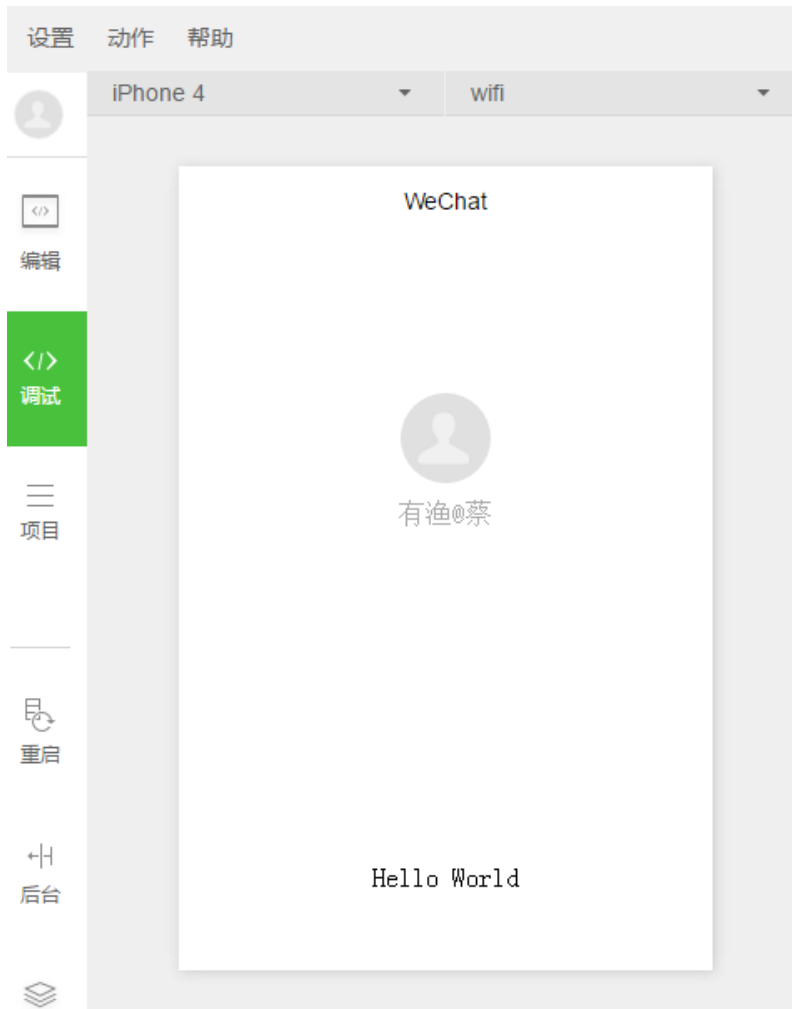 设置 动作 帮助
iPhone 4 wifi
编辑
调试
项目
重启
后台
WeChat
有渔@蔡
Hello World